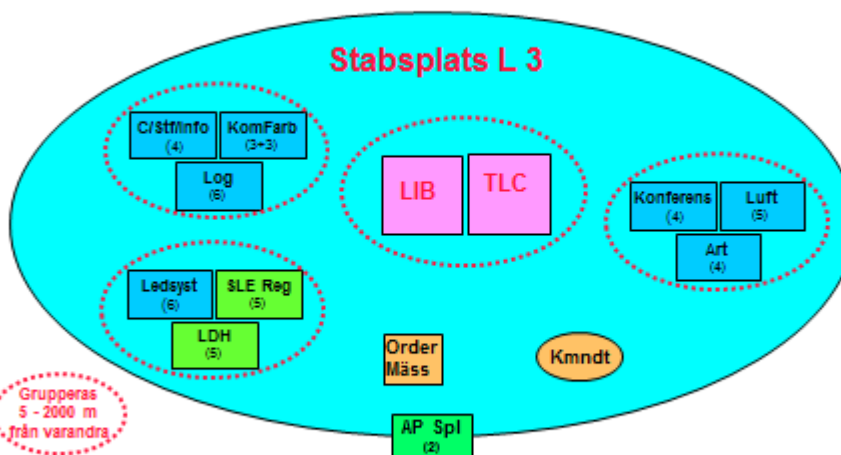 Stabsplats L 3
C/Stf/Info
(4)
KomFarb
(3+3)
Log
(6)
LIB
TLC
Konferens
(4)
Luft
(5)
Art
(4)
Ledsyst
(6)
SLE Reg
(5)
LDH
(5)
Order
Mäss
Kmndt
Grupperas
5 - 2000 m
från varandra
AP Spl
(2)